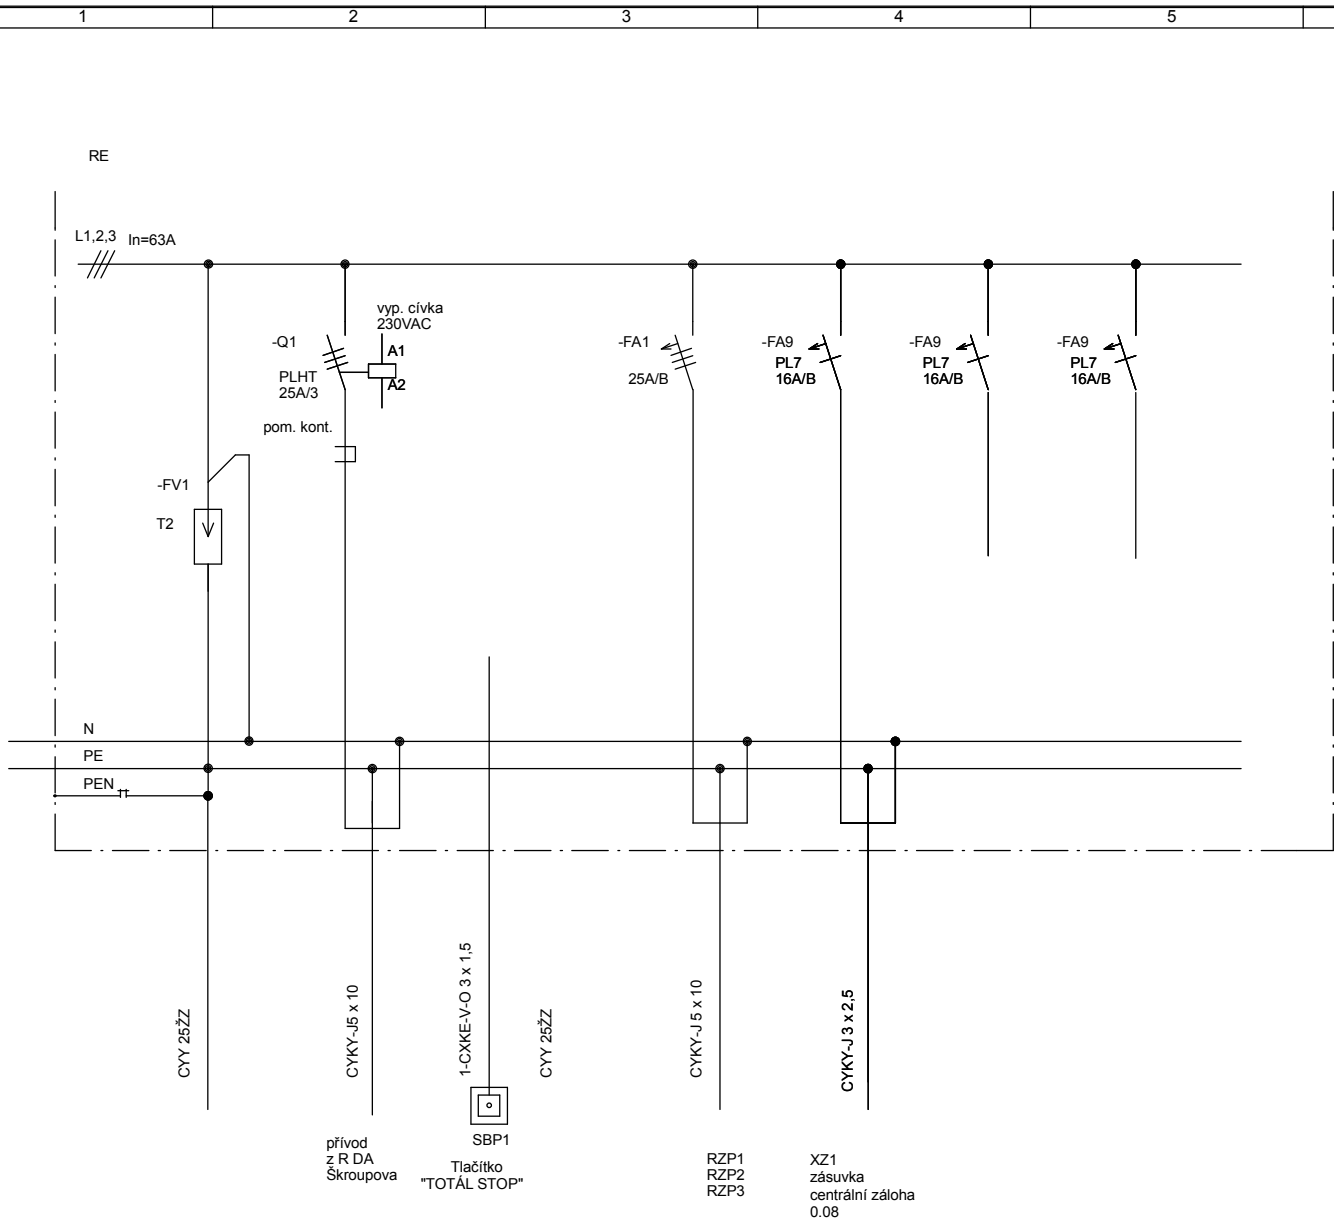 1 2 3 4 5
RE
L1,2,3 In=63A
vyp. cívka
230VAC
-Q1
A1
PLHT
25A/3
A2
pom. kont.
-FA1
25A/B
-FA9
PL7
16A/B
-FA9
PL7
16A/B
-FA9
PL7
16A/B
-FV1
T2
N
PE
PEN
CYY 25ŽZ
CYKY-J5 x 10
1-CXKE-V-O 3 x 1,5
CYY 25ŽZ
CYKY-J 5 x 10
CYKY-J 3 x 2,5
přívod
z R DA
Škroupova
SBP1
Tlačítko
"TOTÁL STOP"
RZP1
RZP2
RZP3
XZ1
zásuvka
centrální záloha
0.08